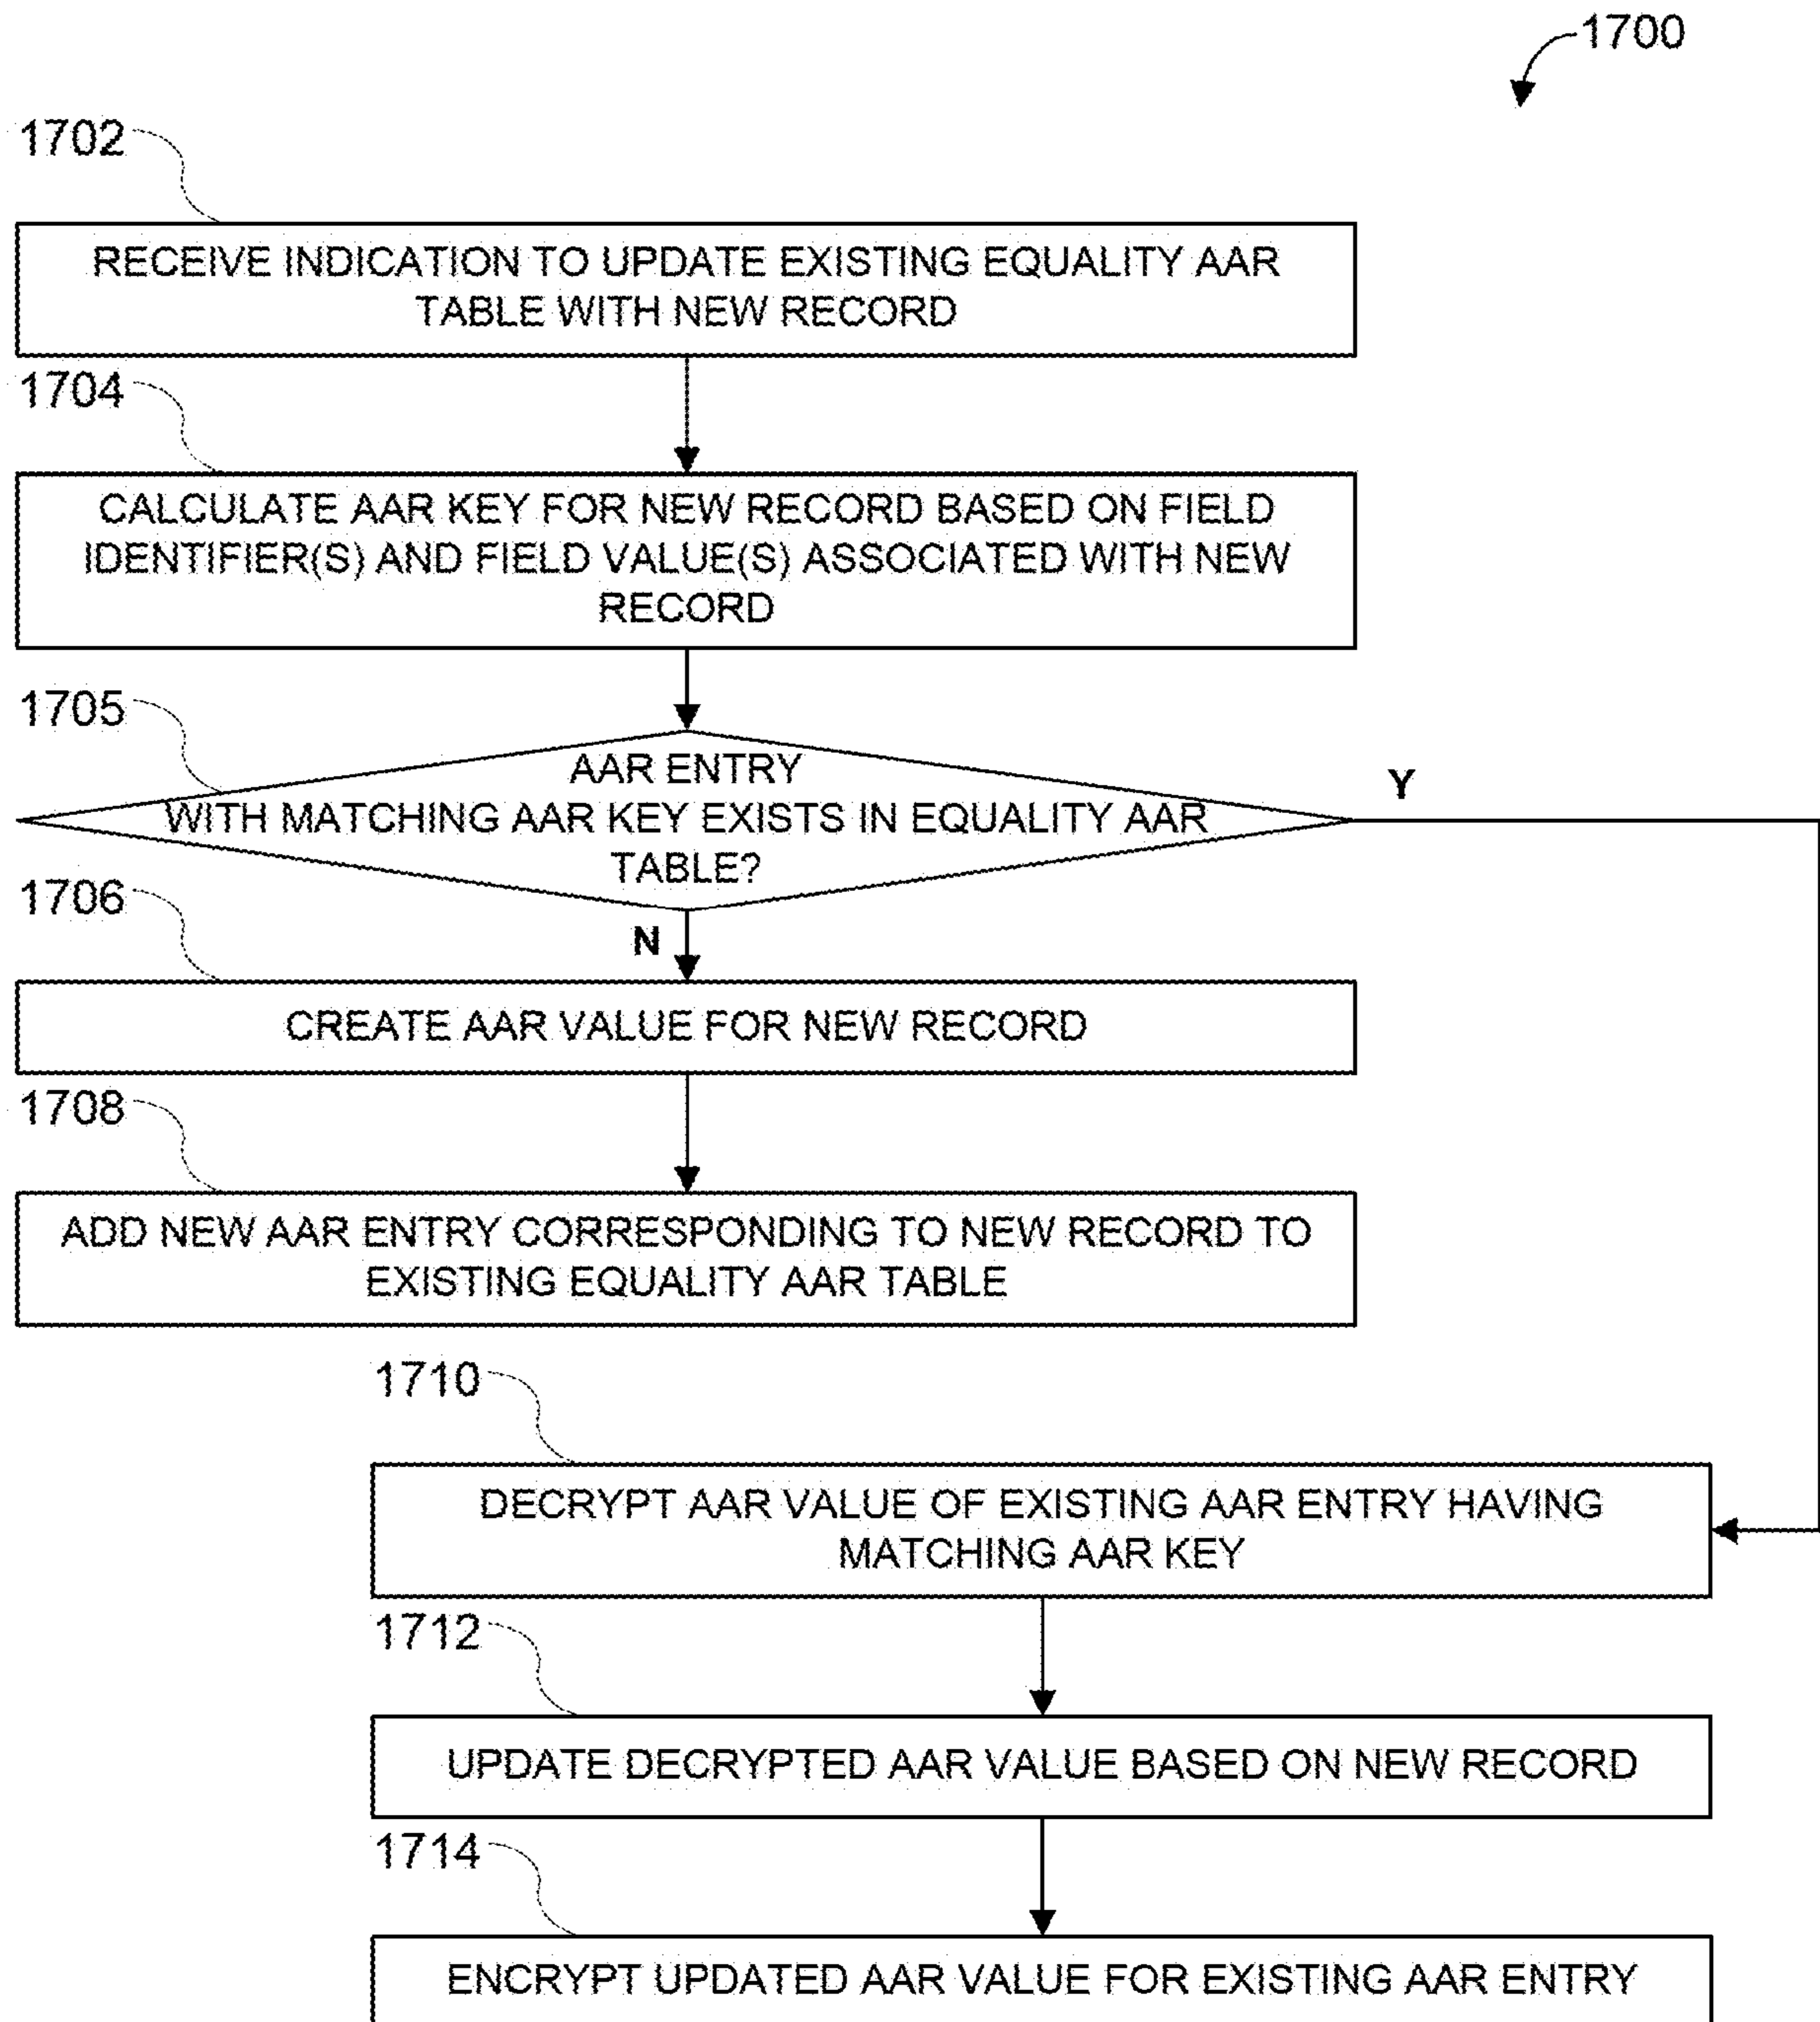 1700
1702
RECEIVE INDICATION TO UPDATE EXISTING EQUALITY AAR
TABLE WITH NEW RECORD
1704
CALCULATE AAR KEY FOR NEW RECORD BASED ON FIELD
IDENTIFIER(S) AND FIELD VALUE(S) ASSOCIATED WITH NEW
RECORD
1705
AAR ENTRY
WITH MATCHING AAR KEY EXISTS IN EQUALITY AAR
TABLE?
Y
N
1706
CREATE AAR VALUE FOR NEW RECORD
1708
ADD NEW AAR ENTRY CORRESPONDING TO NEW RECORD TO
EXISTING EQUALITY AAR TABLE
1710
DECRYPT AAR VALUE OF EXISTING AAR ENTRY HAVING
MATCHING AAR KEY
1712
UPDATE DECRYPTED AAR VALUE BASED ON NEW RECORD
1714
ENCRYPT UPDATED AAR VALUE FOR EXISTING AAR ENTRY